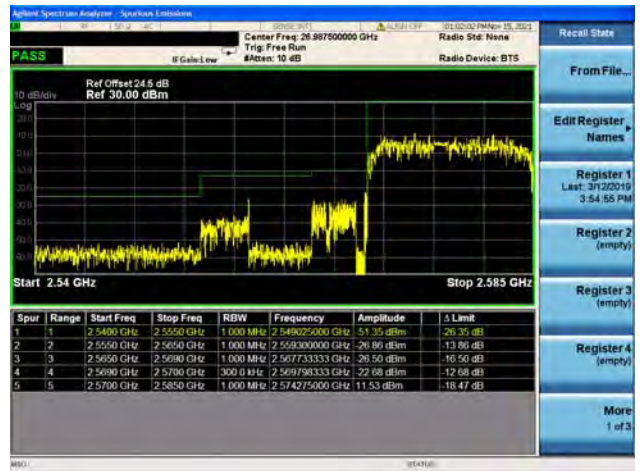 Agilent Spectrum Analyzer - Spurious Emissions
RF 50 Ω AC SENSE:INT ALIGN OFF 01:02:02 PM Nov 15, 2021
Center Freq: 26.987500000 GHz Radio Std: None
Trig: Free Run
PASS IFGain:Low #Atten: 10 dB Radio Device: BTS
Ref Offset 24.5 dB
10 dB/div Ref 30.00 dBm
Log
Start 2.54 GHz Stop 2.585 GHz
Spur Range Start Freq Stop Freq RBW Frequency Amplitude Δ Limit
1 1 2.5400 GHz 2.5550 GHz 1.000 MHz 2.549025000 GHz -51.35 dBm -26.35 dB
2 2 2.5550 GHz 2.5650 GHz 1.000 MHz 2.559300000 GHz -26.86 dBm -13.86 dB
3 3 2.5650 GHz 2.5690 GHz 1.000 MHz 2.567733333 GHz -26.50 dBm -16.50 dB
4 4 2.5690 GHz 2.5700 GHz 300.0 kHz 2.569798333 GHz -22.68 dBm -12.68 dB
5 5 2.5700 GHz 2.5850 GHz 1.000 MHz 2.574275000 GHz 11.53 dBm -18.47 dB
MSG STATUS
Recall State
From File...
Edit Register
Names
Register 1
Last: 3/12/2019
3:54:55 PM
Register 2
(empty)
Register 3
(empty)
Register 4
(empty)
More
1 of 3